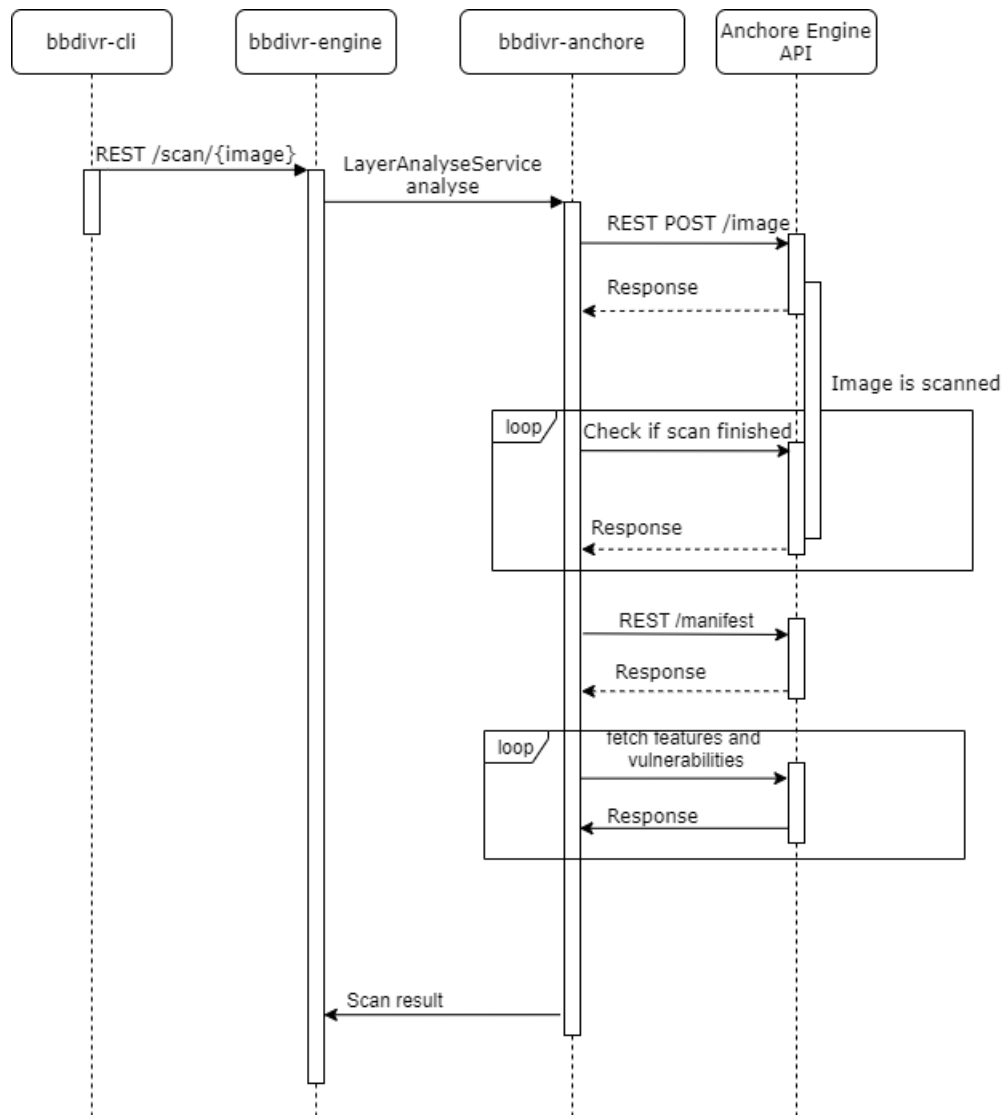 bbdivr-cli
bbdivr-engine
bbdivr-anchore
Anchore Engine
API
REST /scan/{image}
LayerAnalyseService
analyse
REST POST /image
Response
Image is scanned
loop
Check if scan finished
Response
REST /manifest
Response
loop
fetch features and
vulnerabilities
Response
Scan result